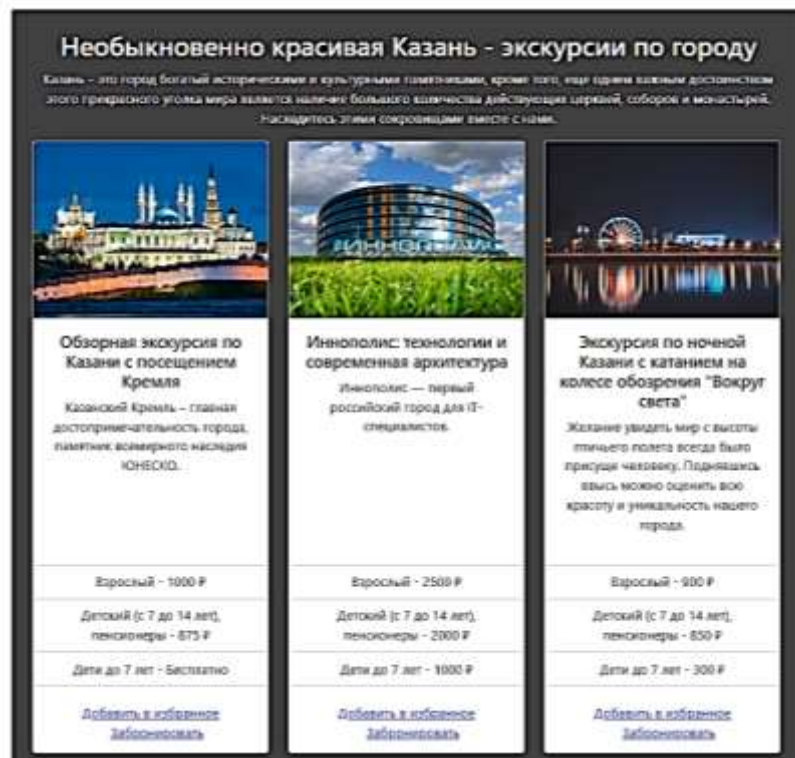 Необыкновенно красивая Казань - экскурсии по городу
Казань – это город богатый историческими и культурными памятниками, кроме того, еще одним важным достоинством
этого прекрасного уголка мира является наличие большого количества действующих церквей, соборов и монастырей.
Насладитесь этими сокровищами вместе с нами.
ИННОПОЛИС
Обзорная экскурсия по
Казани с посещением
Кремля
Казанский Кремль – главная
достопримечательность города,
памятник всемирного наследия
ЮНЕСКО.
Взрослый - 1000 ₽
Детский (с 7 до 14 лет),
пенсионеры - 875 ₽
Дети до 7 лет - Бесплатно
Добавить в избранное
Забронировать
Иннополис: технологии и
современная архитектура
Иннополис — первый
российский город для IT-
специалистов.
Взрослый - 2500 ₽
Детский (с 7 до 14 лет),
пенсионеры - 2000 ₽
Дети до 7 лет - 1000 ₽
Добавить в избранное
Забронировать
Экскурсия по ночной
Казани с катанием на
колесе обозрения "Вокруг
света"
Желание увидеть мир с высоты
птичьего полета всегда было
присуще человеку. Поднявшись
ввысь можно оценить всю
красоту и уникальность нашего
города.
Взрослый - 900 ₽
Детский (с 7 до 14 лет),
пенсионеры - 850 ₽
Дети до 7 лет - 300 ₽
Добавить в избранное
Забронировать